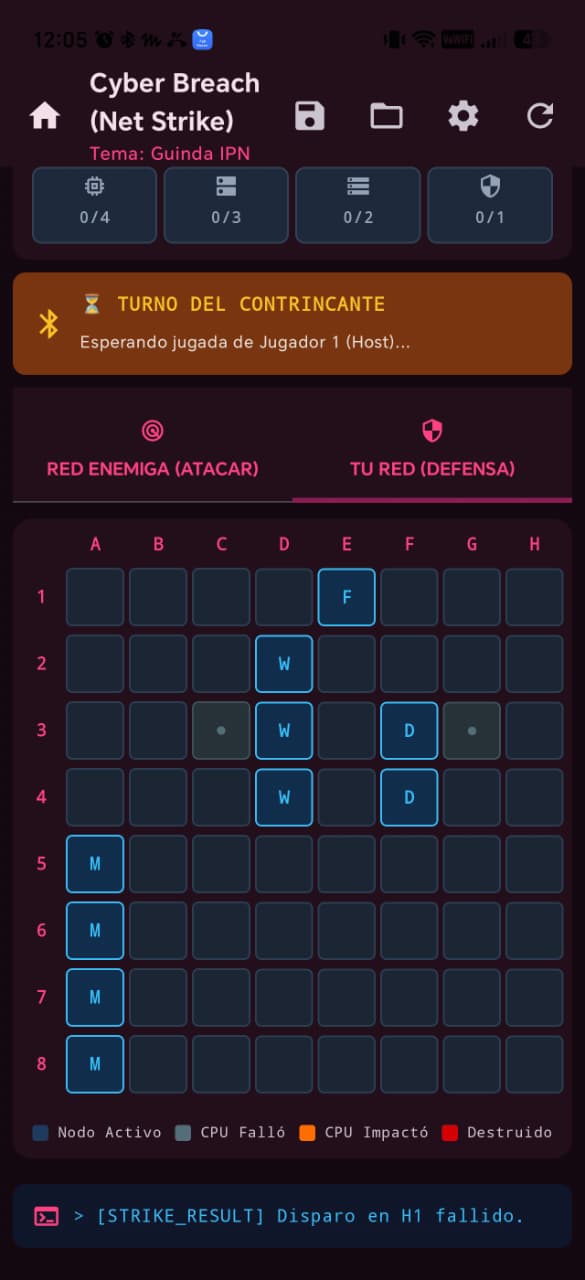 12:05
VoWIFI
Cyber Breach
(Net Strike)
Tema: Guinda IPN
0/4 0/3 0/2 0/1
⏳ TURNO DEL CONTRINCANTE
Esperando jugada de Jugador 1 (Host)...
RED ENEMIGA (ATACAR) TU RED (DEFENSA)
A B C D E F G H
1 F
2 W
3 W D
4 W D
5 M
6 M
7 M
8 M
Nodo Activo CPU Falló CPU Impactó Destruido
> [STRIKE_RESULT] Disparo en H1 fallido.